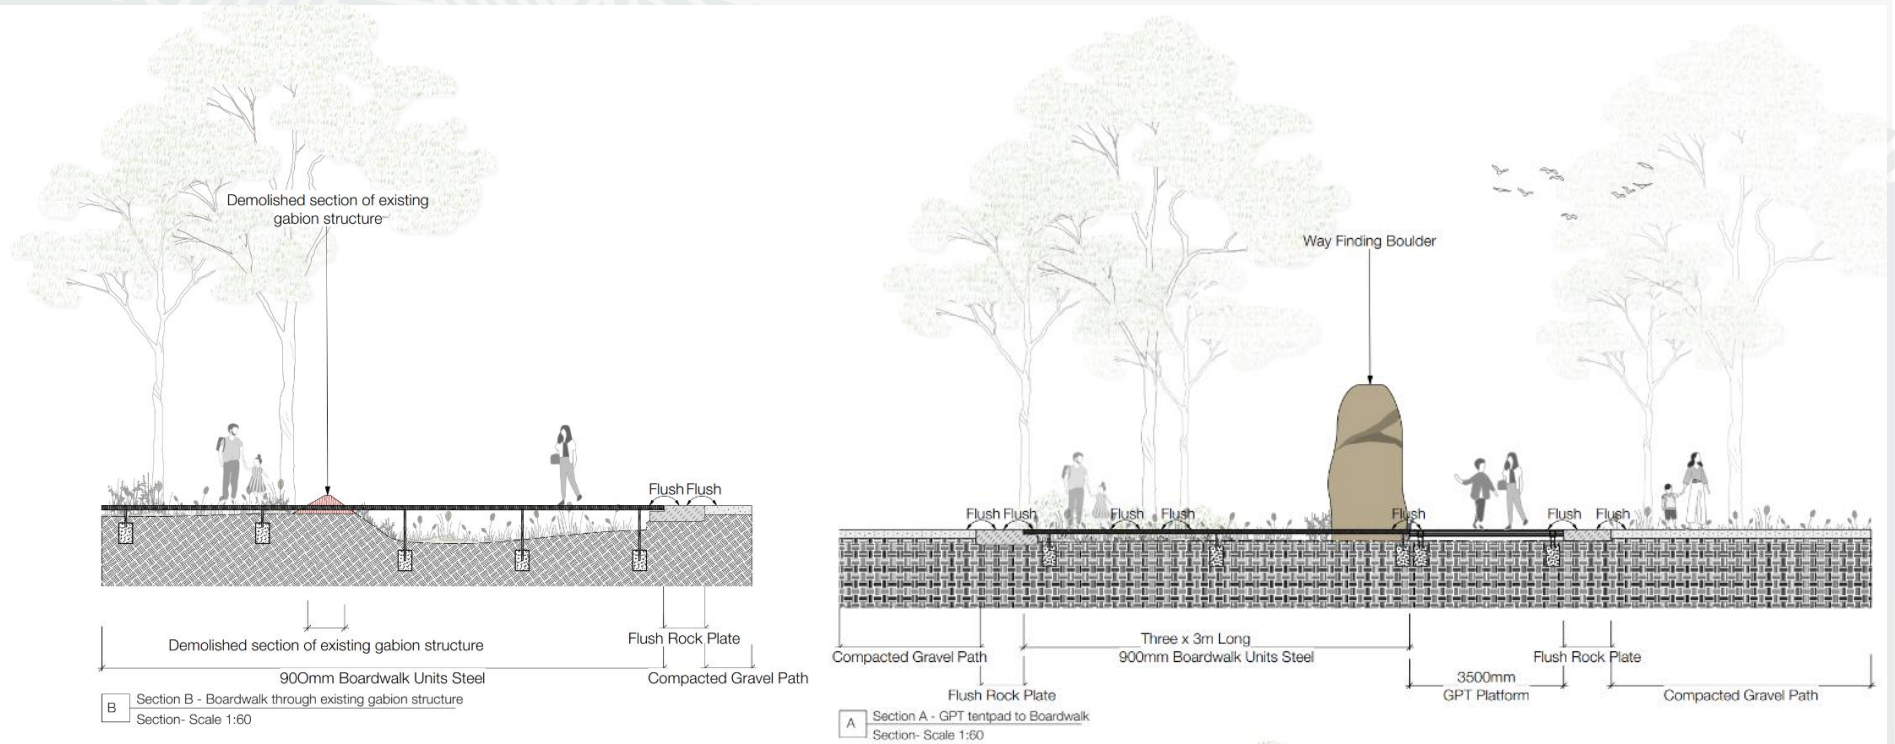 Demolished section of existing
gabion structure
Flush Flush
Demolished section of existing gabion structure
Flush Rock Plate
900mm Boardwalk Units Steel
Compacted Gravel Path
B
Section B - Boardwalk through existing gabion structure
Section- Scale 1:60
Way Finding Boulder
Flush Flush
Flush
Flush
Flush
Flush
Flush
Compacted Gravel Path
Flush Rock Plate
Three x 3m Long
900mm Boardwalk Units Steel
3500mm
GPT Platform
Flush Rock Plate
Compacted Gravel Path
A
Section A - GPT tentpad to Boardwalk
Section- Scale 1:60